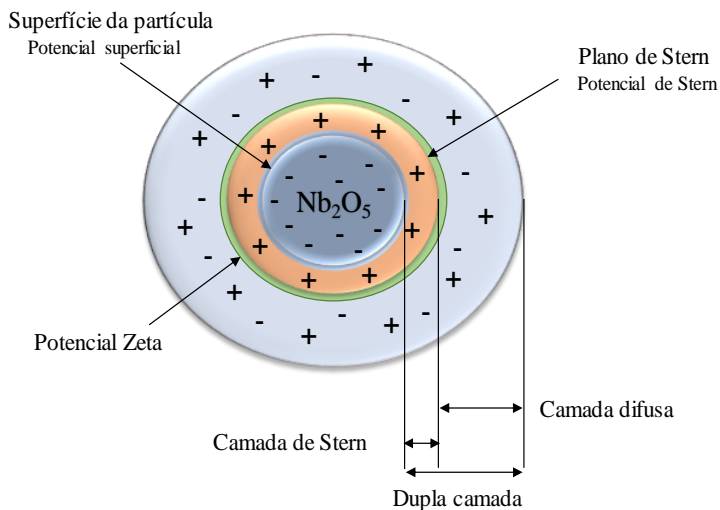 Superfície da partícula
Potencial superficial
Plano de Stern
Potencial de Stern
Nb₂O₅
Potencial Zeta
Camada difusa
Camada de Stern
Dupla camada